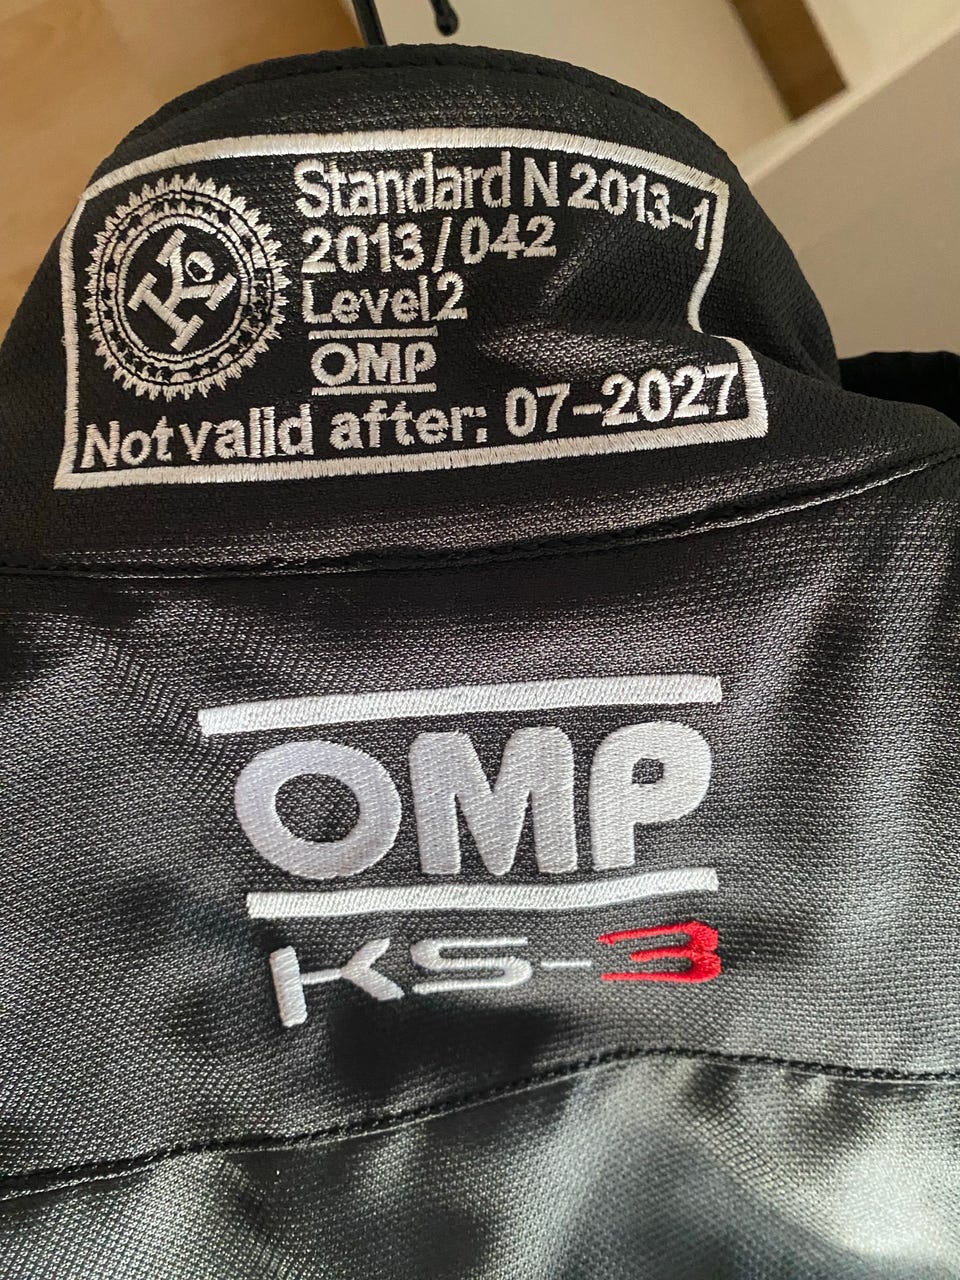 Standard N 2013-1
2013/042
Level 2
OMP
Not valid after: 07-2027
OMP
KS-3